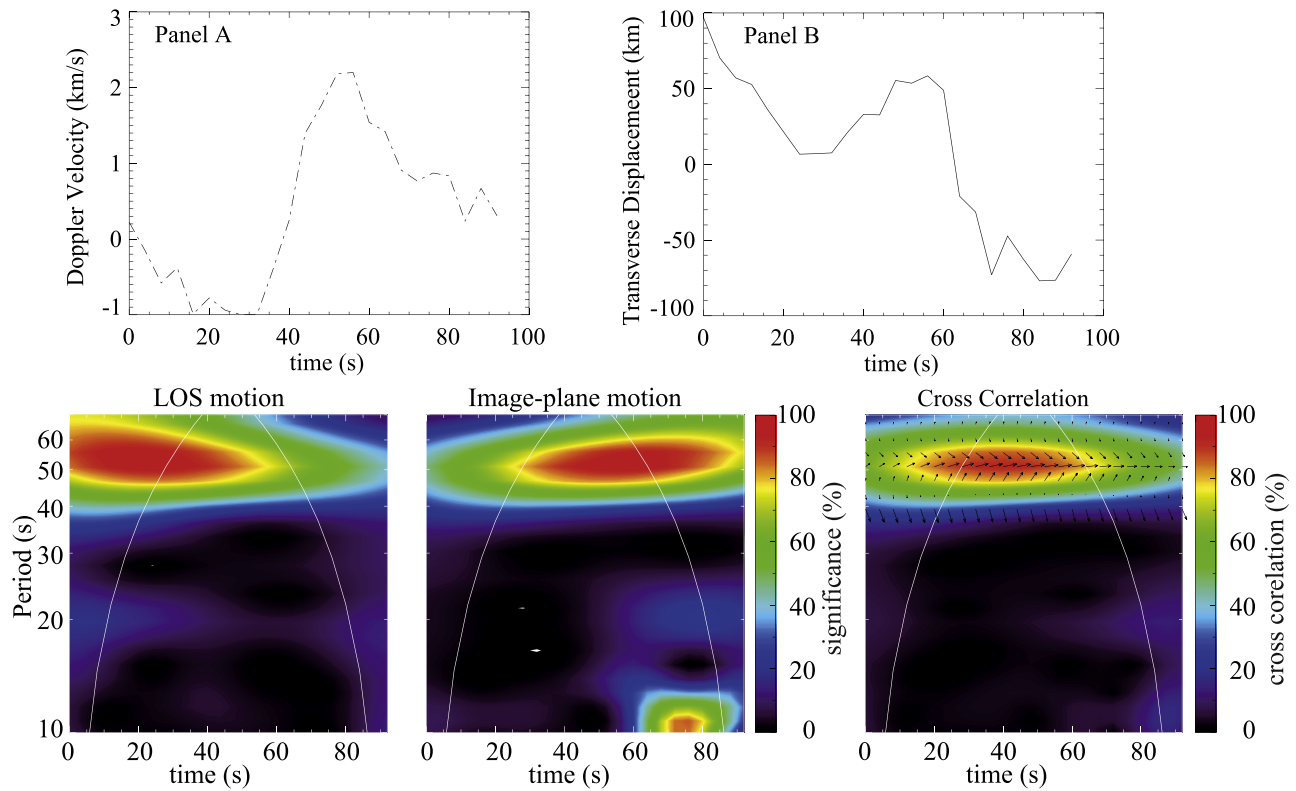 Panel A
Doppler Velocity (km/s)
3
2
1
0
-1
0 20 40 60 80 100
time (s)
Panel B
Transverse Displacemeent (km)
100
50
0
-50
-100
0 20 40 60 80 100
time (s)
LOS motion
Period (s)
60
50
40
30
20
10
0 20 40 60 80
time (s)
Image-plane motion
0 20 40 60 80
time (s)
100
80
60
40
20
0
significance (%)
Cross Correlation
0 20 40 60 80
time (s)
100
80
60
40
20
0
cross corelation (%)